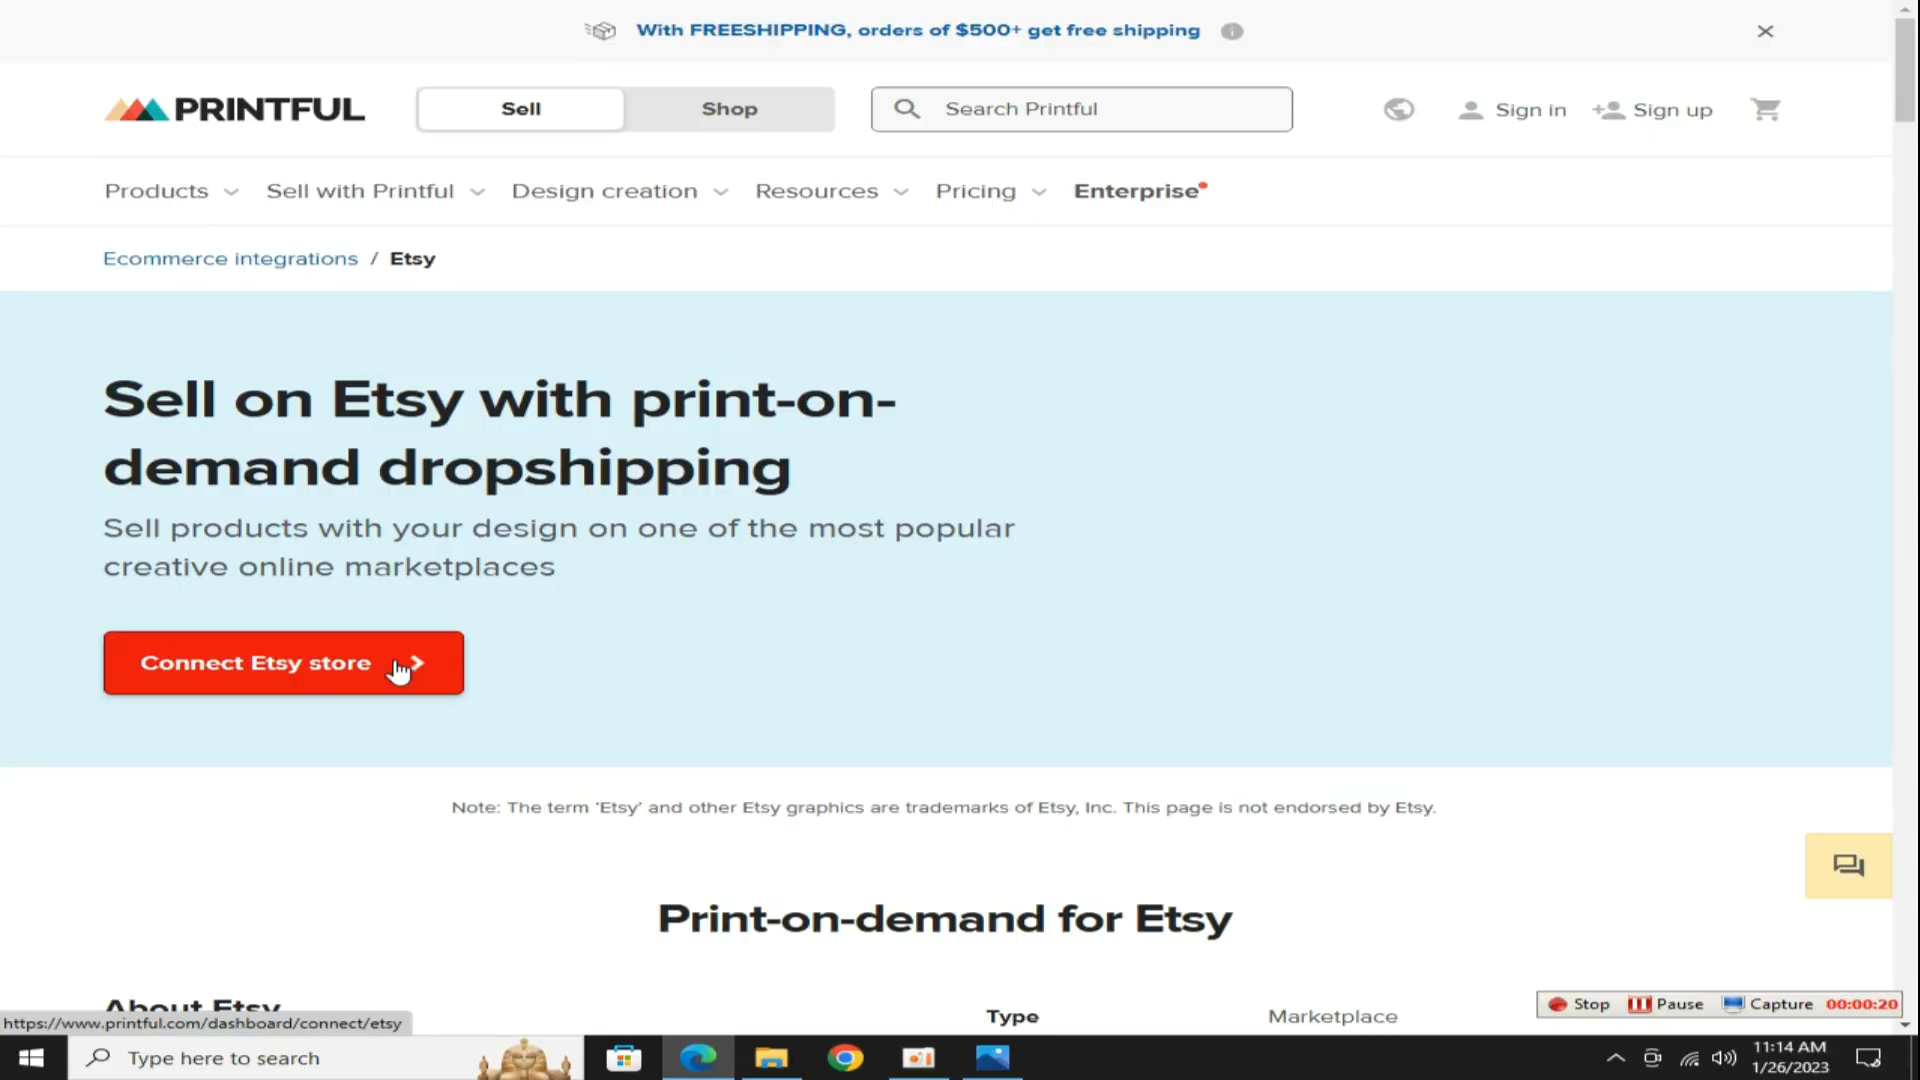 With FREESHIPPING, orders of $500+ get free shipping
PRINTFUL
Sell
Shop
Search Printful
Sign in
Sign up
Products
Sell with Printful
Design creation
Resources
Pricing
Enterprise
Ecommerce integrations / Etsy
Sell on Etsy with print-on-
demand dropshipping
Sell products with your design on one of the most popular
creative online marketplaces
Connect Etsy store
Note: The term 'Etsy' and other Etsy graphics are trademarks of Etsy, Inc. This page is not endorsed by Etsy.
Print-on-demand for Etsy
About Etsy
Type
Marketplace
Stop
Pause
Capture
00:00:20
https://www.printful.com/dashboard/connect/etsy
Type here to search
11:14 AM
1/26/2023